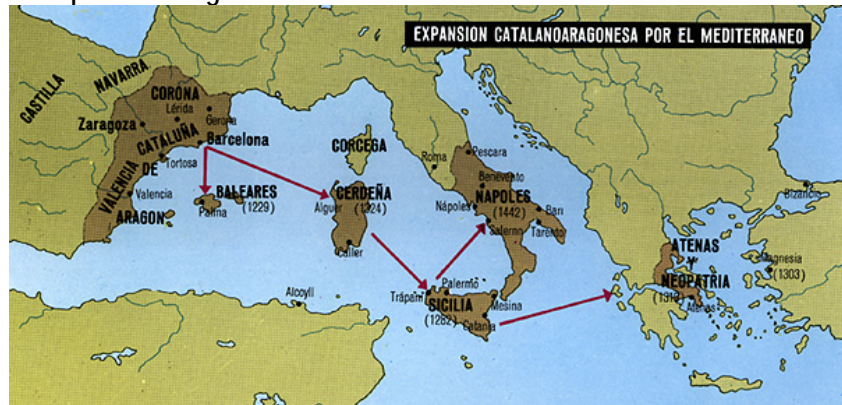 EXPANSION CATALANOARAGONESA POR EL MEDITERRANEO
CASTILLA
NAVARRA
CORONA
Lérida
Gerona
Zaragoza
CATALUÑA
Barcelona
DE
Tortosa
VALENCIA
Valencia
ARAGON
BALEARES
(1229)
Palma
CORCEGA
CERDEÑA
(1324)
Alguer
Caller
Roma
Pescara
Benevento
NAPOLES
(1442)
Nápoles
Salerno
Bari
Tarento
Bizancio
ATENAS
Y
NEOPATRIA
Atenas
Magnesia
(1303)
Alcoyll
Trápani
Palermo
SICILIA
(1282)
Mesina
Catania